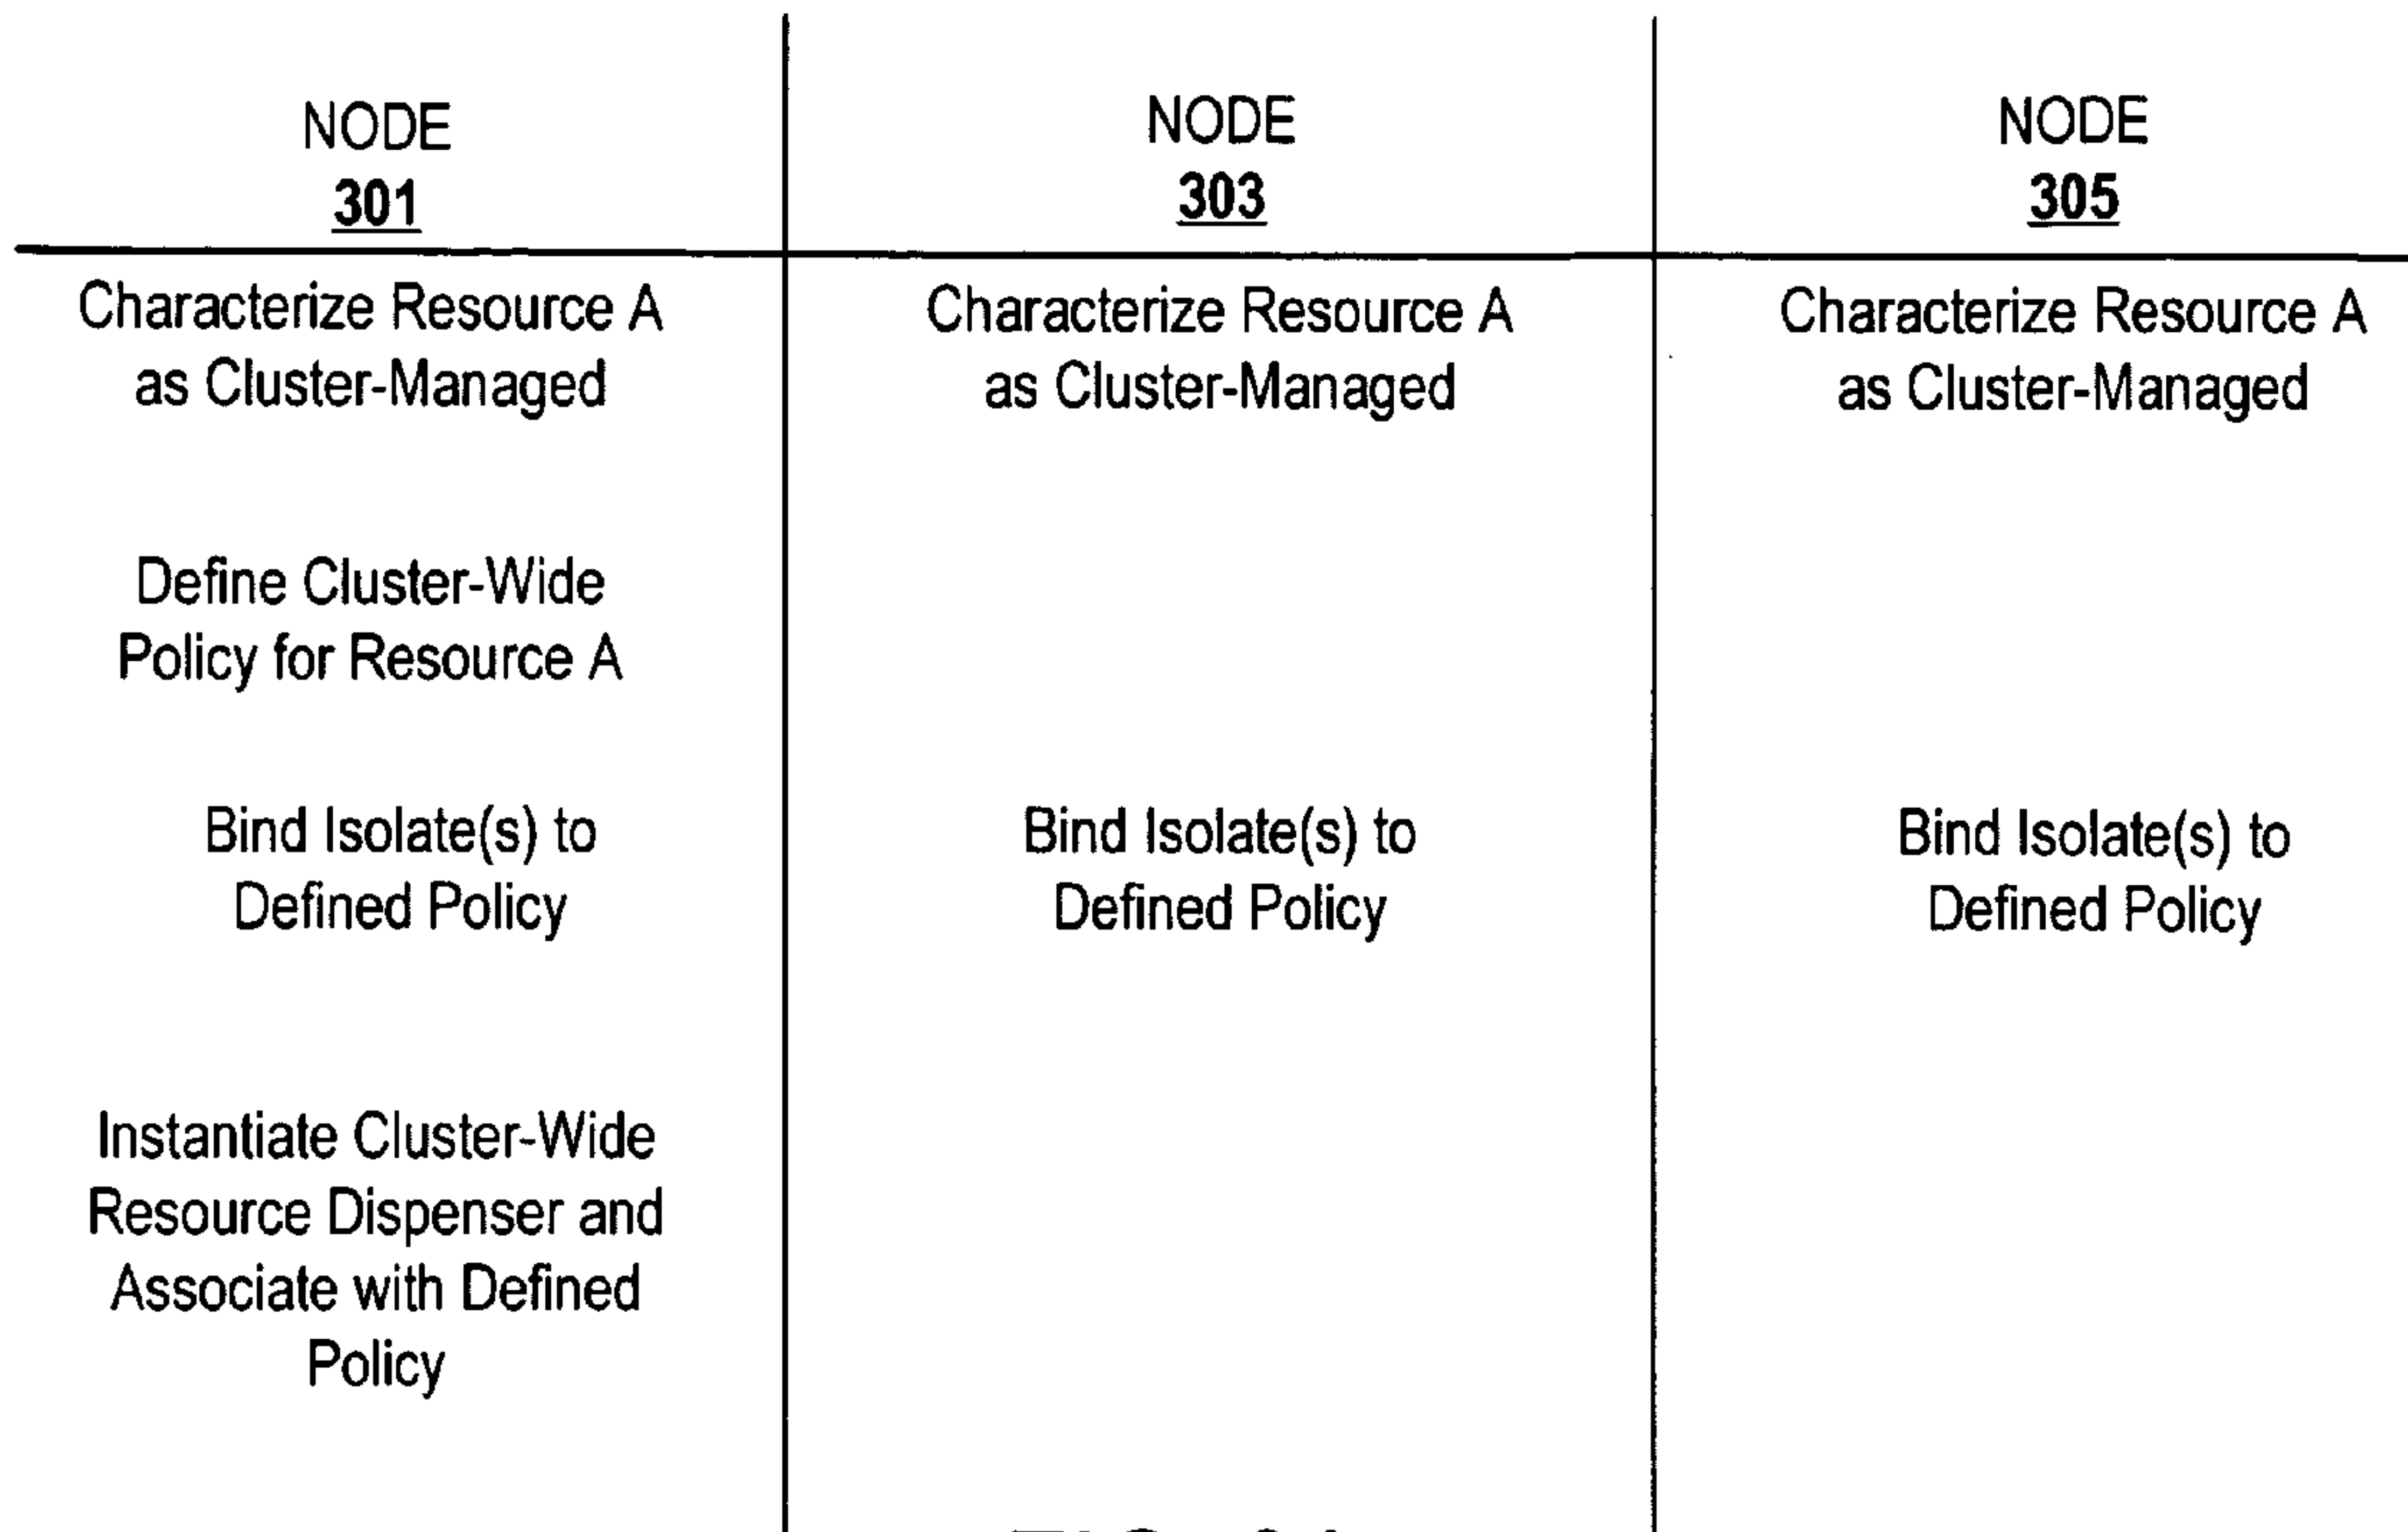 NODE
301
NODE
303
NODE
305
Characterize Resource A
as Cluster-Managed
Characterize Resource A
as Cluster-Managed
Characterize Resource A
as Cluster-Managed
Define Cluster-Wide
Policy for Resource A
Bind Isolate(s) to
Defined Policy
Bind Isolate(s) to
Defined Policy
Bind Isolate(s) to
Defined Policy
Instantiate Cluster-Wide
Resource Dispenser and
Associate with Defined
Policy